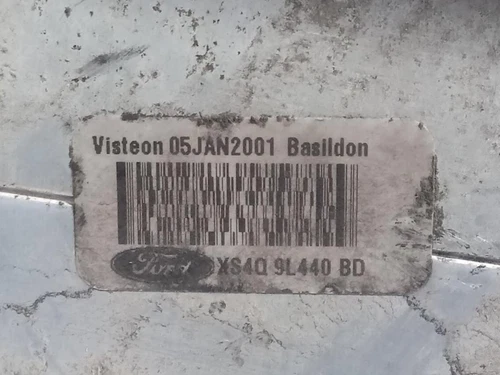 Visteon 05JAN2001 Basildon
Ford XS4Q 9L440 BD